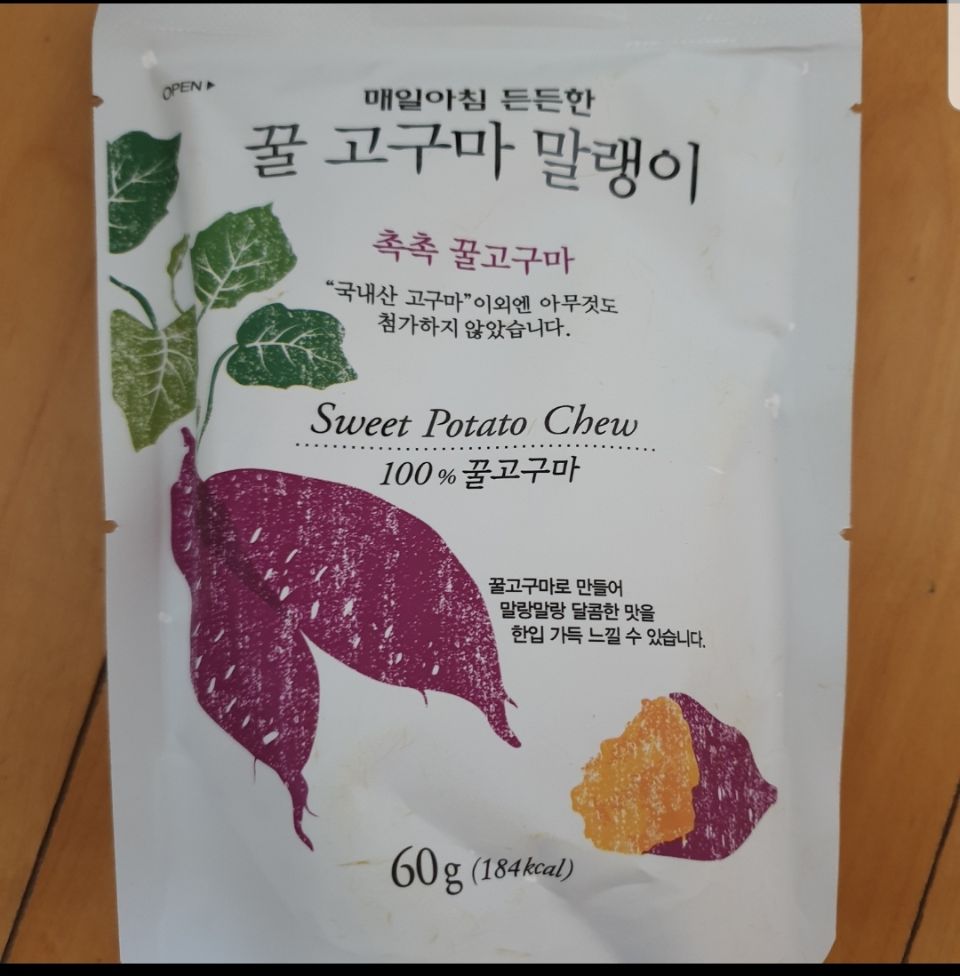 OPEN ▶
매일아침 든든한
꿀 고구마 말랭이
촉촉 꿀고구마
“국내산 고구마”이외엔 아무것도
첨가하지 않았습니다.
Sweet Potato Chew
100 % 꿀고구마
꿀고구마로 만들어
말랑말랑 달콤한 맛을
한입 가득 느낄 수 있습니다.
60g (184kcal)